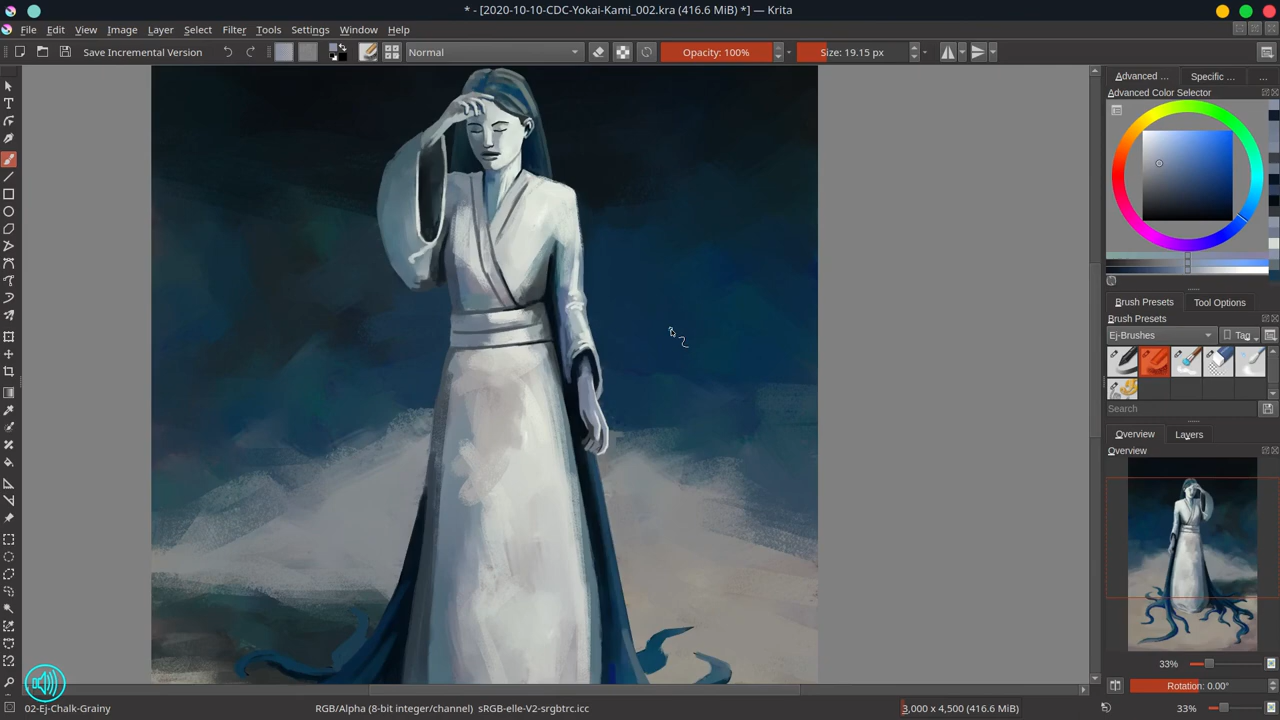 * - [2020-10-10-CDC-Yokai-Kami_002.kra (416.6 MiB) *] — Krita
File Edit View Image Layer Select Filter Tools Settings Window Help
Save Incremental Version Normal Opacity: 100% Size: 19.15 px
Advanced ... Specific ... ...
Advanced Color Selector
Brush Presets Tool Options
Brush Presets
Ej-Brushes Tag
Search
Overview Layers
Overview
33%
Rotation: 0.00°
02-Ej-Chalk-Grainy RGB/Alpha (8-bit integer/channel) sRGB-elle-V2-srgbtrc.icc 3,000 x 4,500 (416.6 MiB) 33%